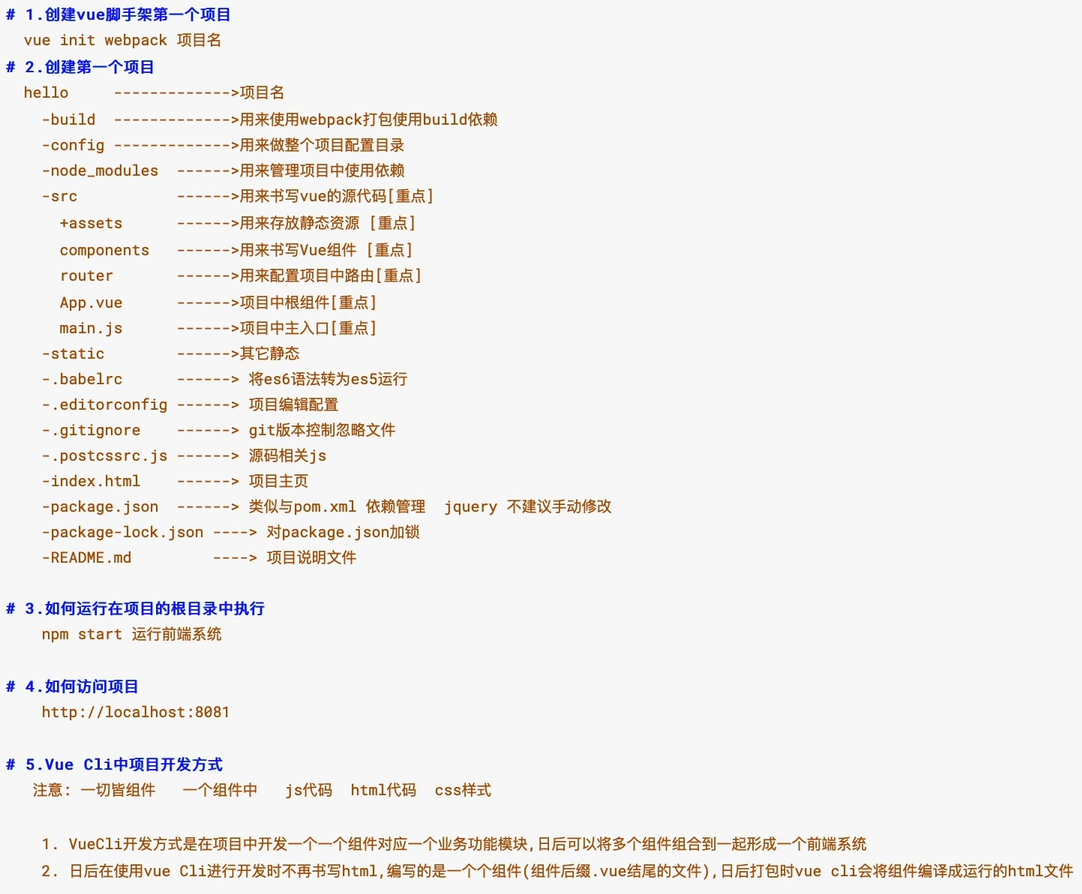 # 1.创建vue脚手架第一个项目
vue init webpack 项目名
# 2.创建第一个项目
hello     ------------->项目名
-build  ------------->用来使用webpack打包使用build依赖
-config ------------->用来做整个项目配置目录
-node_modules  ------>用来管理项目中使用依赖
-src           ------>用来书写vue的源代码[重点]
+assets      ------>用来存放静态资源 [重点]
components   ------>用来书写Vue组件 [重点]
router       ------>用来配置项目中路由[重点]
App.vue      ------>项目中根组件[重点]
main.js      ------>项目中主入口[重点]
-static        ------>其它静态
-.babelrc      ------> 将es6语法转为es5运行
-.editorconfig ------> 项目编辑配置
-.gitignore    ------> git版本控制忽略文件
-.postcssrc.js ------> 源码相关js
-index.html    ------> 项目主页
-package.json  ------> 类似与pom.xml 依赖管理  jquery 不建议手动修改
-package-lock.json ----> 对package.json加锁
-README.md         ----> 项目说明文件
# 3.如何运行在项目的根目录中执行
npm start 运行前端系统
# 4.如何访问项目
http://localhost:8081
# 5.Vue Cli中项目开发方式
注意: 一切皆组件   一个组件中   js代码  html代码  css样式
1. VueCli开发方式是在项目中开发一个一个组件对应一个业务功能模块,日后可以将多个组件组合到一起形成一个前端系统
2. 日后在使用vue Cli进行开发时不再书写html,编写的是一个个组件(组件后缀.vue结尾的文件),日后打包时vue cli会将组件编译成运行的html文件